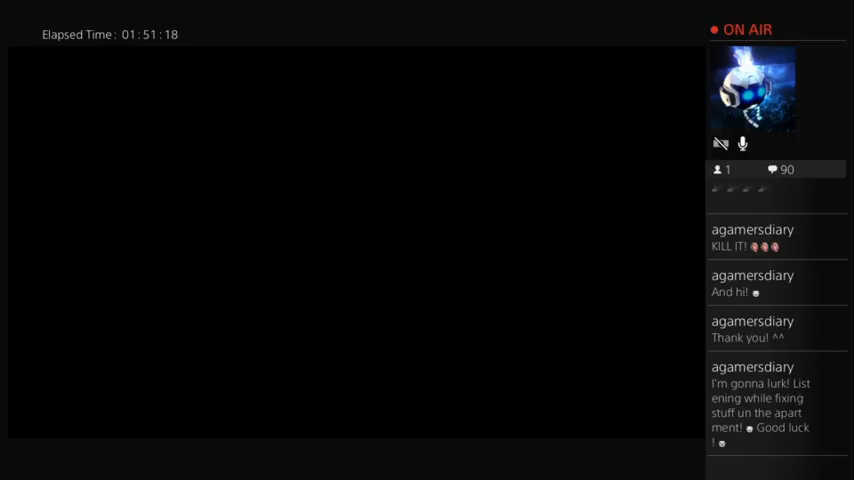 Elapsed Time: 01:51:18
ON AIR
1 90
agamersdiary
KILL IT!
agamersdiary
And hi!
agamersdiary
Thank you! ^^
agamersdiary
I'm gonna lurk! List
ening while fixing
stuff un the apart
ment! Good luck
!